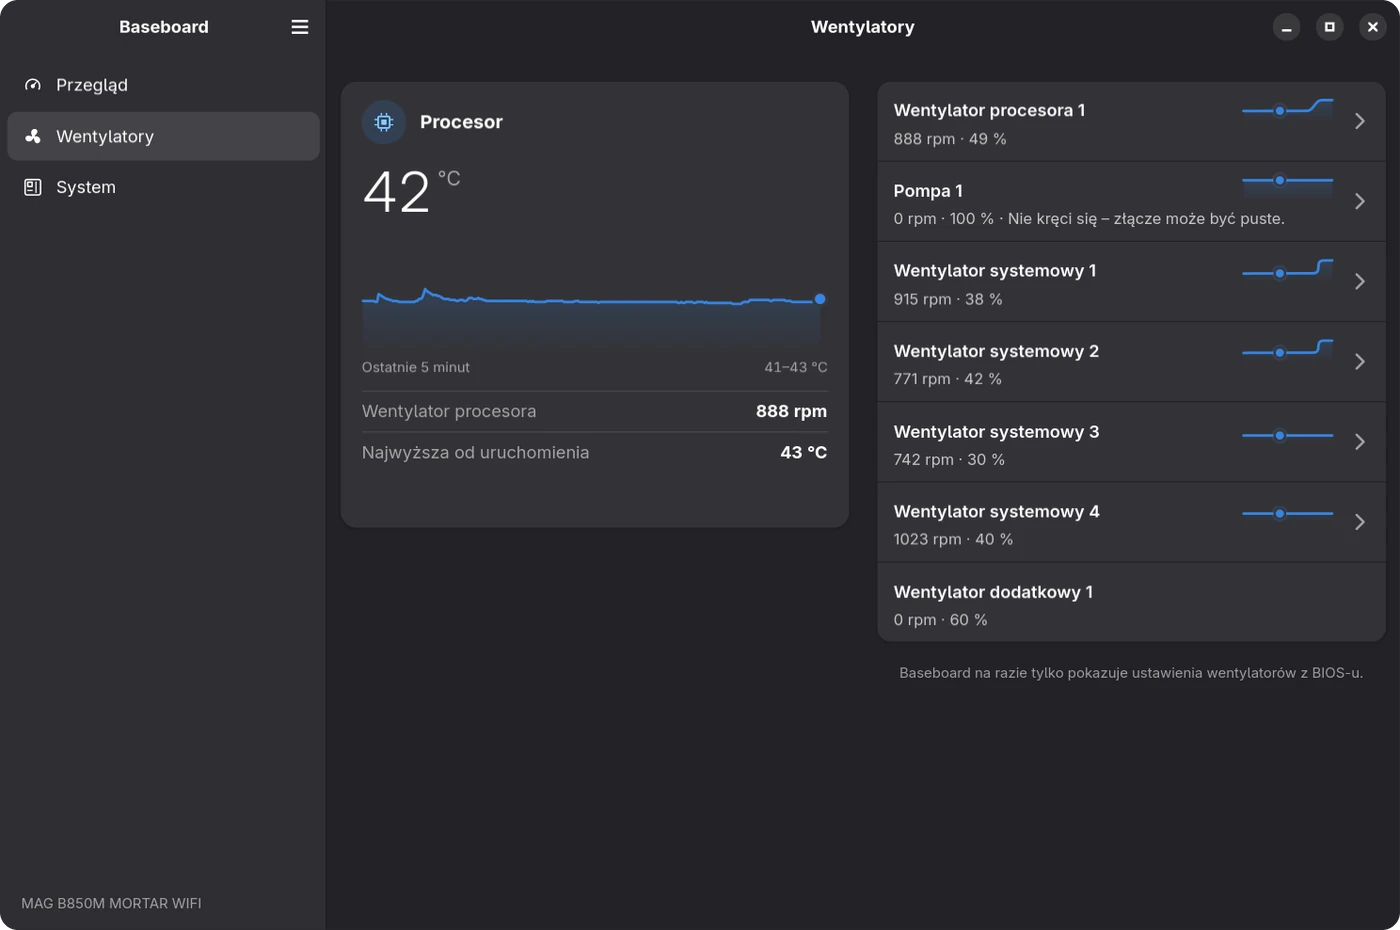 Baseboard
Wentylatory
Przegląd
Wentylatory
System
MAG B850M MORTAR WIFI
Procesor
42 °C
Ostatnie 5 minut 41–43 °C
Wentylator procesora 888 rpm
Najwyższa od uruchomienia 43 °C
Wentylator procesora 1
888 rpm · 49 %
Pompa 1
0 rpm · 100 % · Nie kręci się – złącze może być puste.
Wentylator systemowy 1
915 rpm · 38 %
Wentylator systemowy 2
771 rpm · 42 %
Wentylator systemowy 3
742 rpm · 30 %
Wentylator systemowy 4
1023 rpm · 40 %
Wentylator dodatkowy 1
0 rpm · 60 %
Baseboard na razie tylko pokazuje ustawienia wentylatorów z BIOS-u.